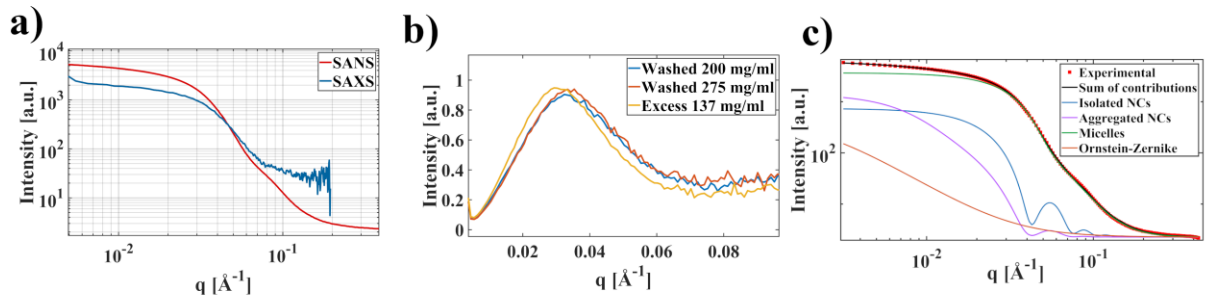 a)
Intensity [a.u.]
10^4
10^3
10^2
10^1
SANS
SAXS
10^-2
10^-1
q [Å^-1]
b)
Intensity [a.u.]
1
0.8
0.6
0.4
0.2
0
Washed 200 mg/ml
Washed 275 mg/ml
Excess 137 mg/ml
0.02
0.04
0.06
0.08
q [Å^-1]
c)
Intensity [a.u.]
10^2
Experimental
Sum of contributions
Isolated NCs
Aggregated NCs
Micelles
Ornstein-Zernike
10^-2
10^-1
q [Å^-1]